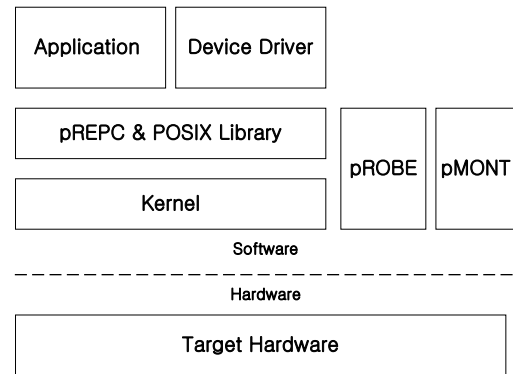 Application
Device Driver
pREPC & POSIX Library
pROBE
pMONT
Kernel
Software
Hardware
Target Hardware